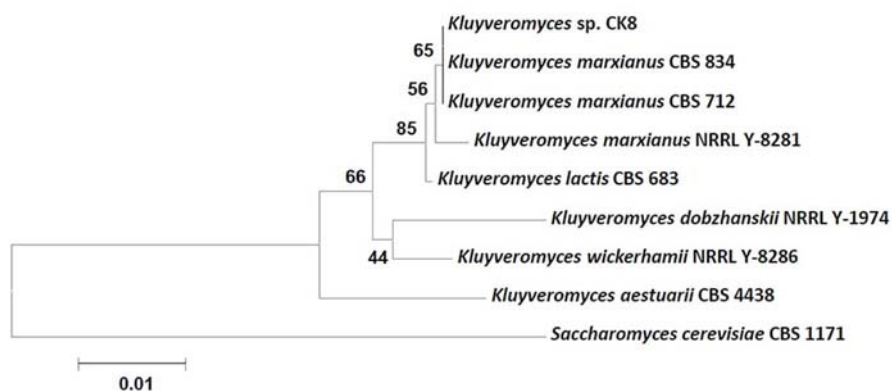 Kluyveromyces sp. CK8
65
Kluyveromyces marxianus CBS 834
56
Kluyveromyces marxianus CBS 712
85
Kluyveromyces marxianus NRRL Y-8281
66
Kluyveromyces lactis CBS 683
Kluyveromyces dobzhanskii NRRL Y-1974
44
Kluyveromyces wickerhamii NRRL Y-8286
Kluyveromyces aestuarii CBS 4438
Saccharomyces cerevisiae CBS 1171
0.01